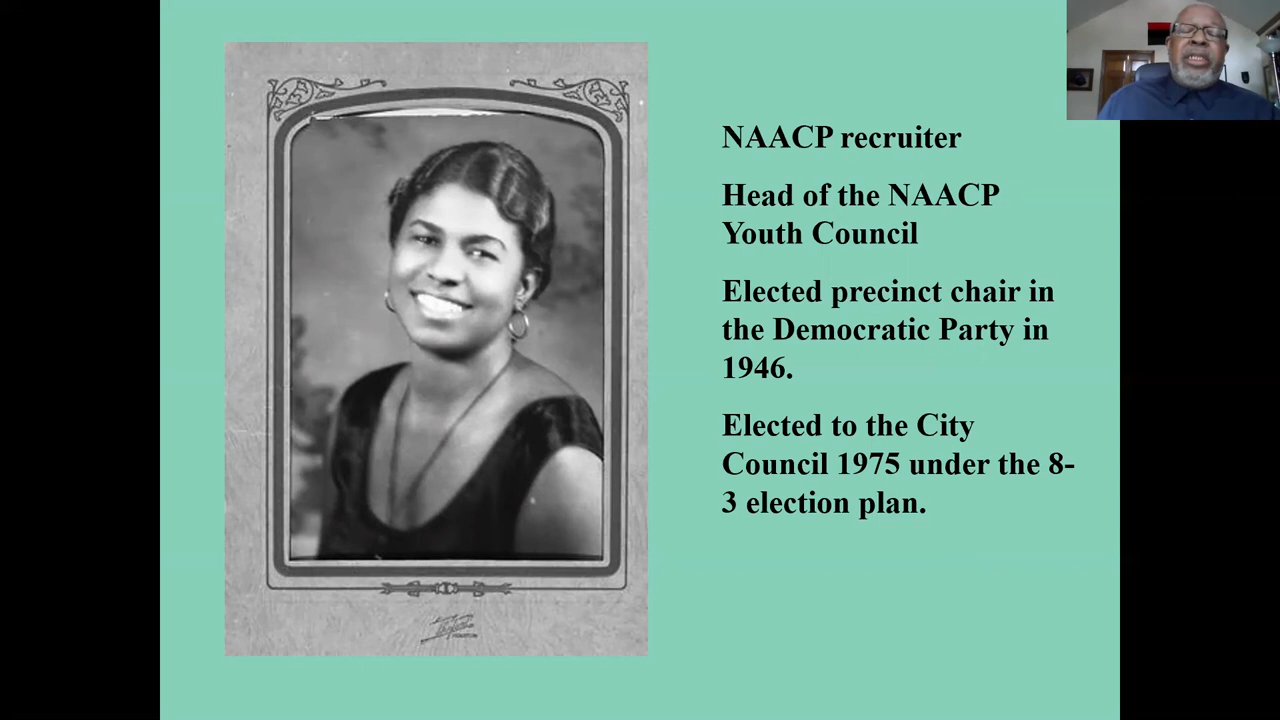 NAACP recruiter
Head of the NAACP
Youth Council
Elected precinct chair in
the Democratic Party in
1946.
Elected to the City
Council 1975 under the 8-
3 election plan.
HOUSTON